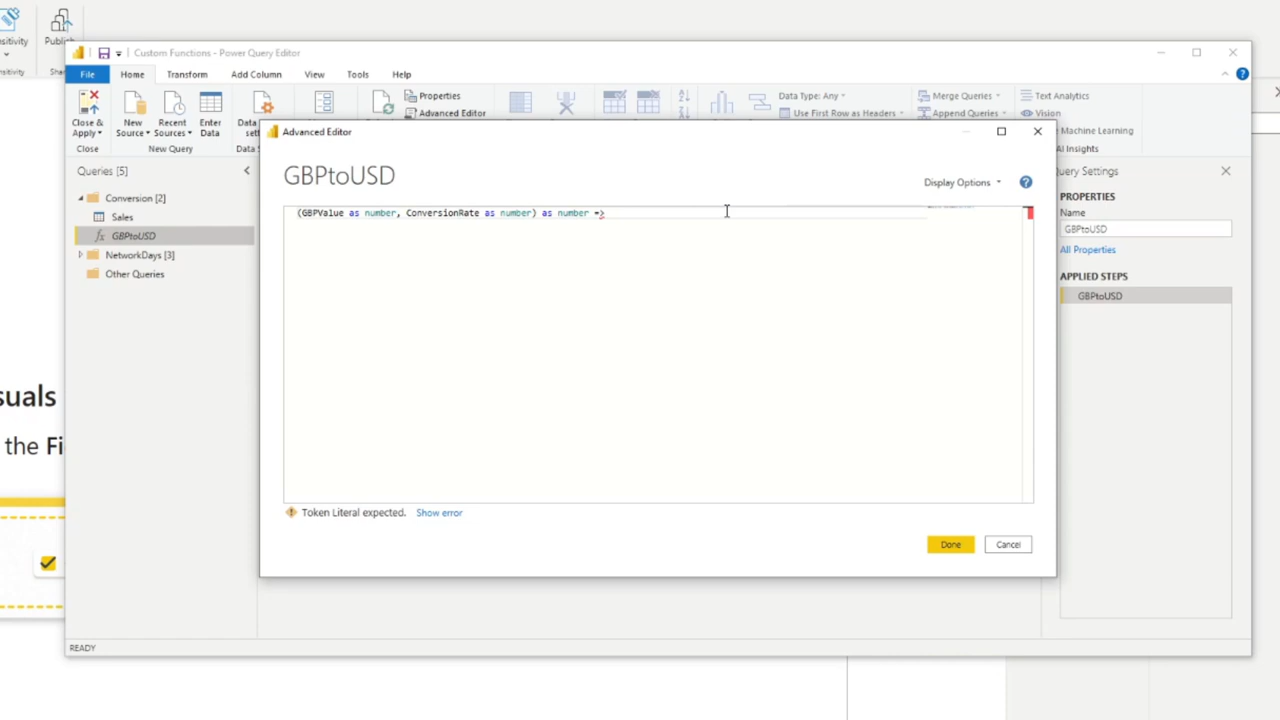 sitivity
Publish
sitivity
Sha
Custom Functions - Power Query Editor
File Home Transform Add Column View Tools Help
Close & Apply
New Source
Recent Sources
Enter Data
Properties
Advanced Editor
Data Type: Any
Use First Row as Headers
Merge Queries
Append Queries
Text Analytics
Vision
Machine Learning
Close
New Query
AI Insights
Queries [5]
Conversion [2]
Sales
GBPtoUSD
NetworkDays [3]
Other Queries
Advanced Editor
GBPtoUSD
Display Options
(GBPValue as number, ConversionRate as number) as number =>
Token Literal expected. Show error
Done
Cancel
uery Settings
PROPERTIES
Name
GBPtoUSD
All Properties
APPLIED STEPS
GBPtoUSD
READY
suals
the Fi